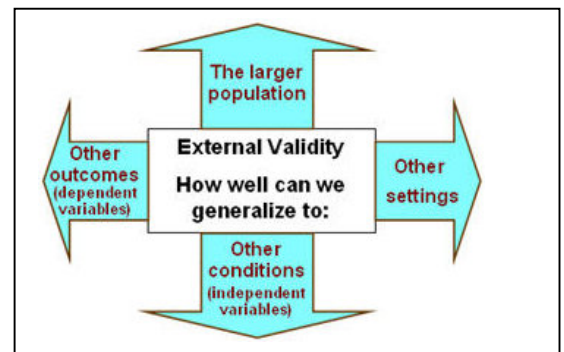 The larger
population
External Validity
How well can we
generalize to:
Other
outcomes
(dependent
variables)
Other
settings
Other
conditions
(independent
variables)